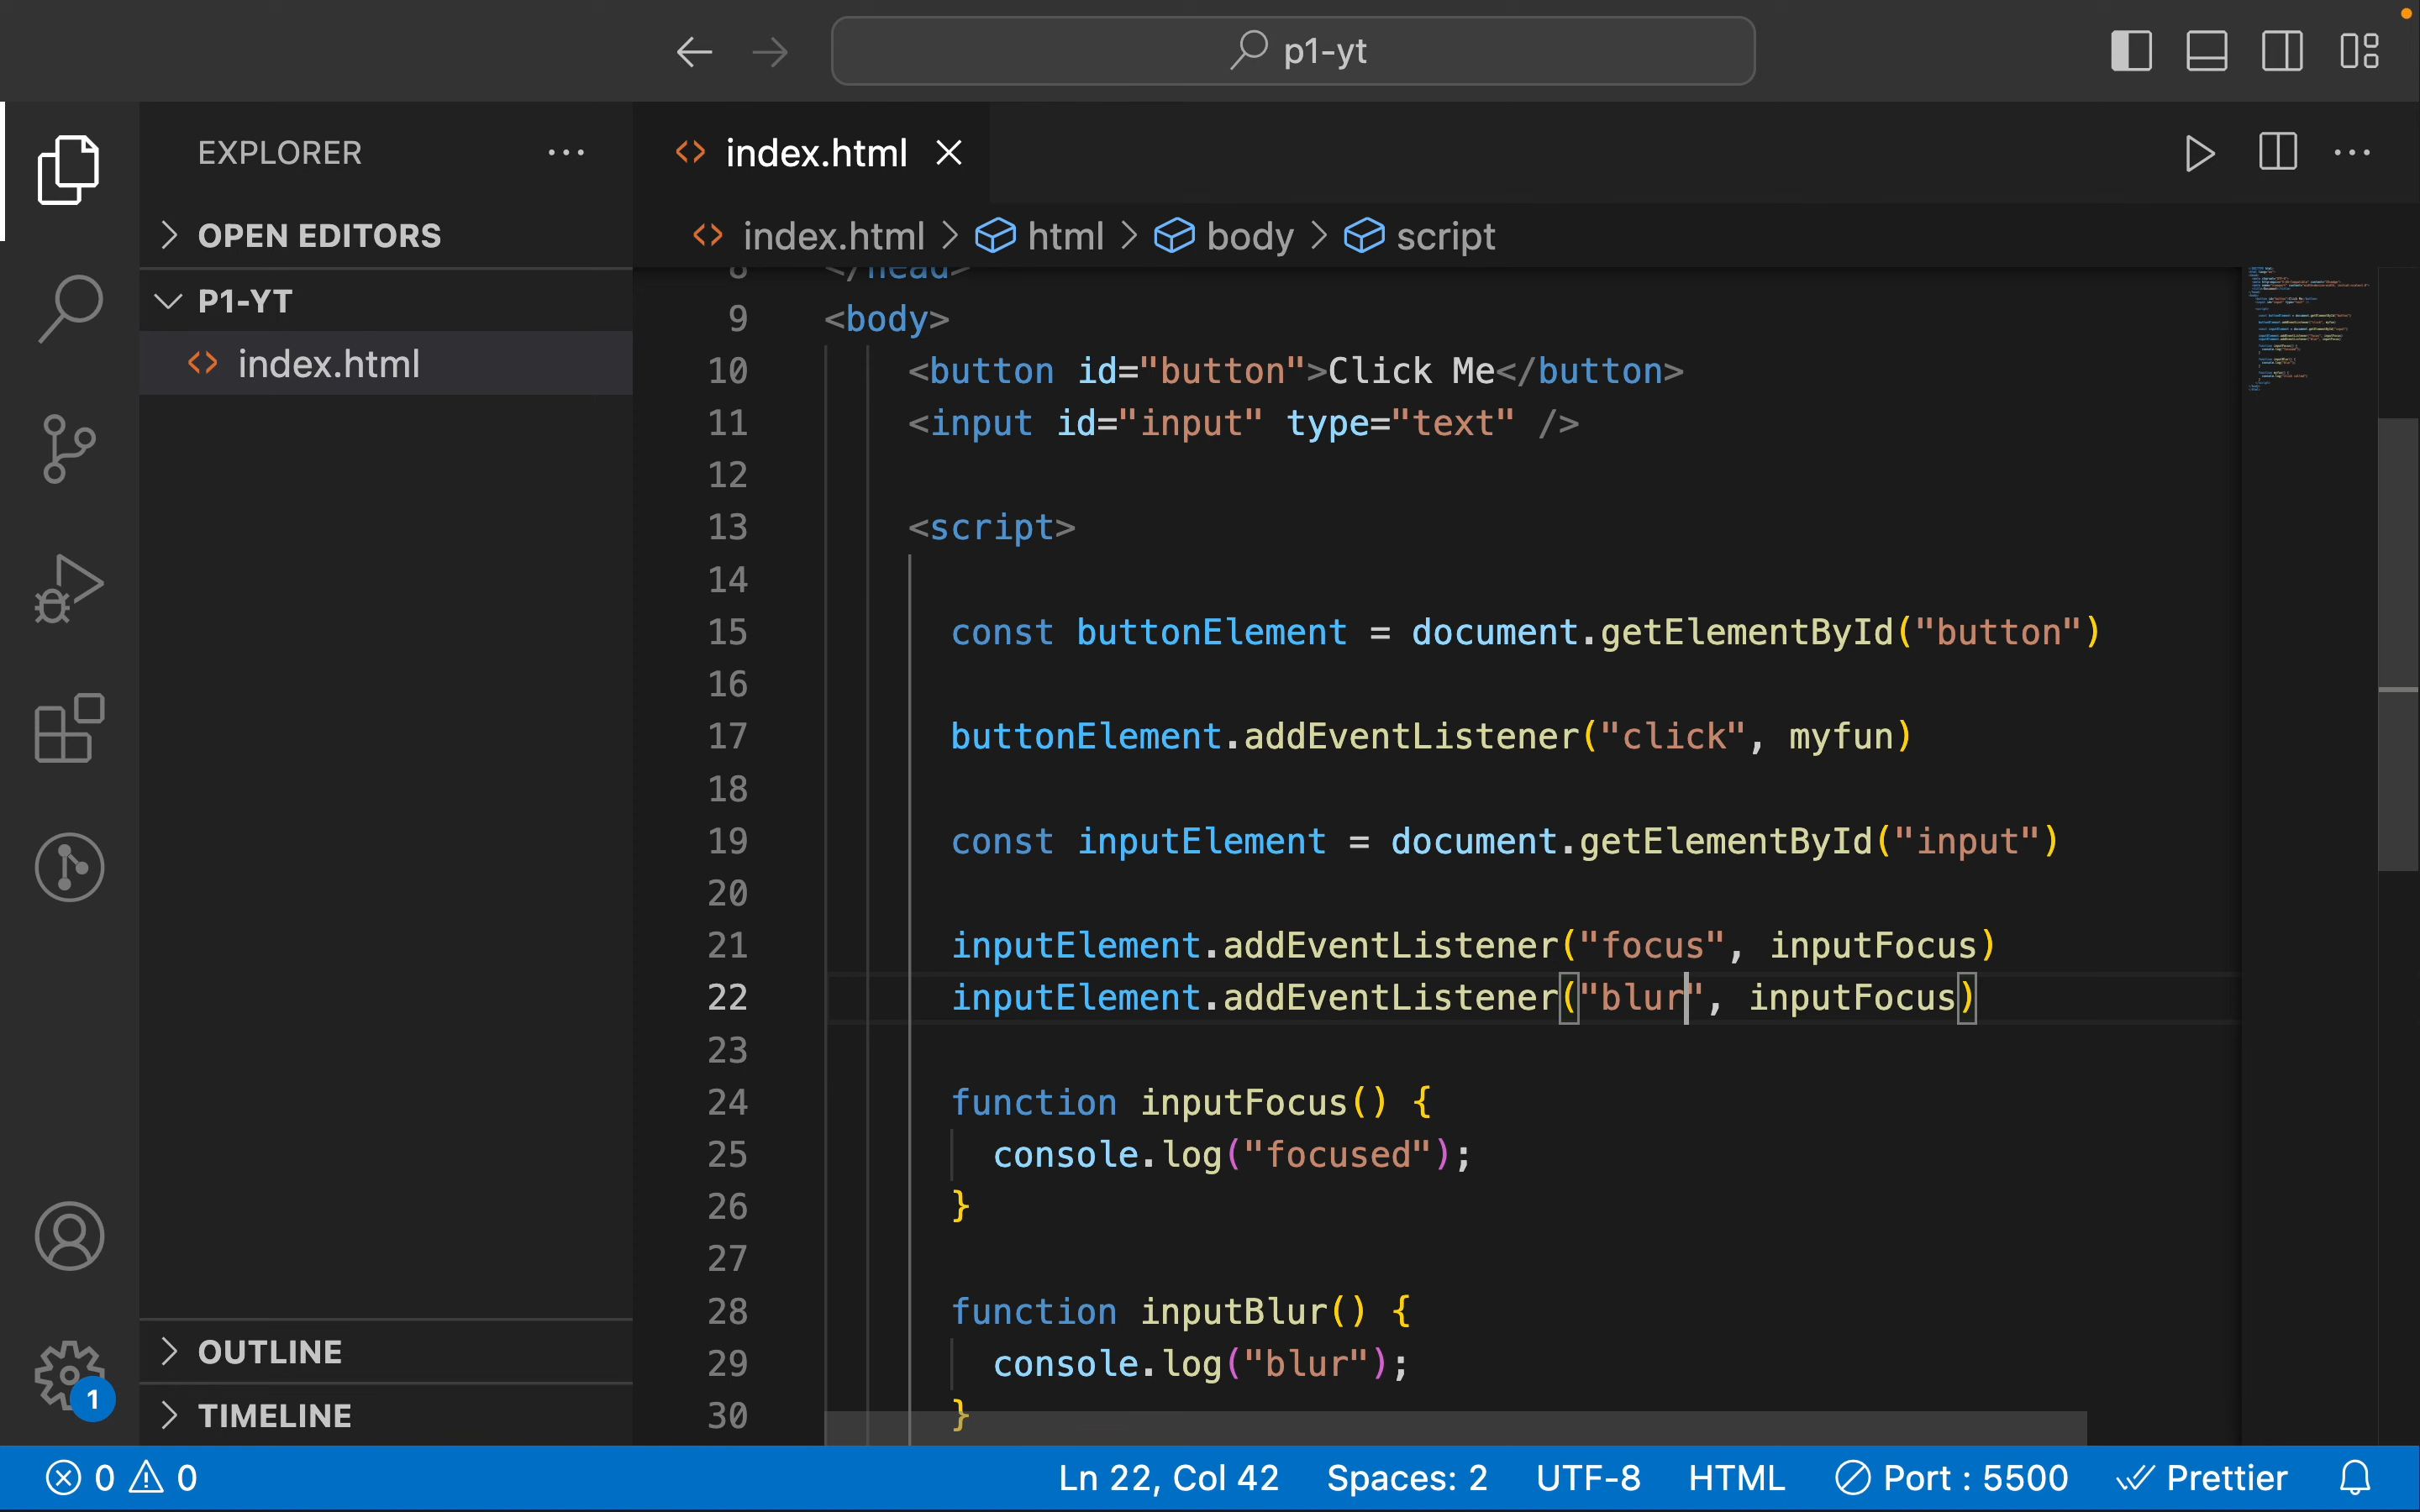 p1-yt
EXPLORER
OPEN EDITORS
P1-YT
index.html
OUTLINE
TIMELINE
1
index.html
index.html > html > body > script
8 </head>
9 <body>
10 <button id="button">Click Me</button>
11 <input id="input" type="text" />
12
13 <script>
14
15 const buttonElement = document.getElementById("button")
16
17 buttonElement.addEventListener("click", myfun)
18
19 const inputElement = document.getElementById("input")
20
21 inputElement.addEventListener("focus", inputFocus)
22 inputElement.addEventListener("blur", inputFocus)
23
24 function inputFocus() {
25 console.log("focused");
26 }
27
28 function inputBlur() {
29 console.log("blur");
30 }
0 0 Ln 22, Col 42 Spaces: 2 UTF-8 HTML Port : 5500 Prettier